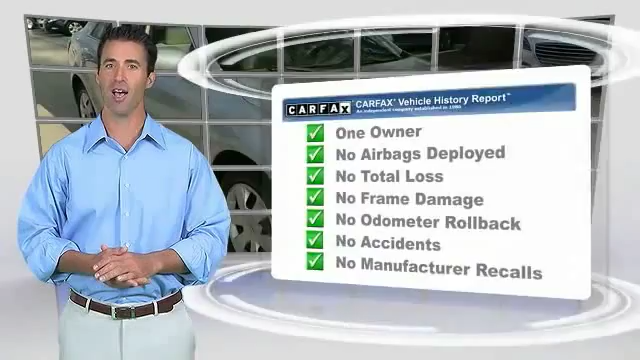 CARFAX CARFAX® Vehicle History Report™
An independent company established in 1986
One Owner
No Airbags Deployed
No Total Loss
No Frame Damage
No Odometer Rollback
No Accidents
No Manufacturer Recalls